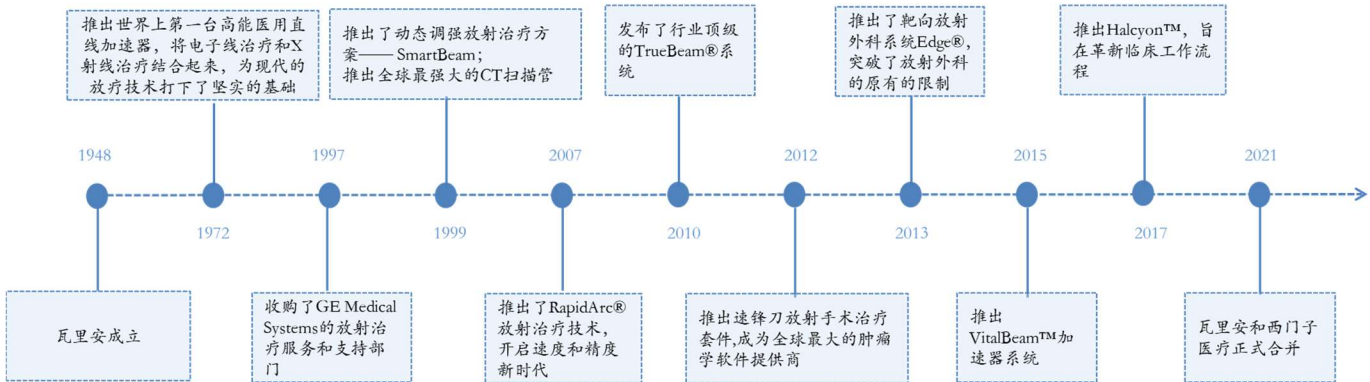 推出世界上第一台高能医用直
线加速器，将电子线治疗和X
射线治疗结合起来，为现代的
放疗技术打下了坚实的基础
推出了动态调强放射治疗方
案—— SmartBeam；
推出全球最强大的CT扫描管
发布了行业顶级
的TrueBeam®系
统
推出了靶向放射
外科系统Edge®,
突破了放射外科
的原有的限制
推出Halcyon™，旨
在革新临床工作流
程
1948
1997
2007
2012
2015
2021
1972
1999
2010
2013
2017
瓦里安成立
收购了GE Medical
Systems的放射治
疗服务和支持部
门
推出了RapidArc®
放射治疗技术，
开启速度和精度
新时代
推出速锋刀放射手术治疗
套件,成为全球最大的肿瘤
学软件提供商
推出
VitalBeam™加
速器系统
瓦里安和西门子
医疗正式合并